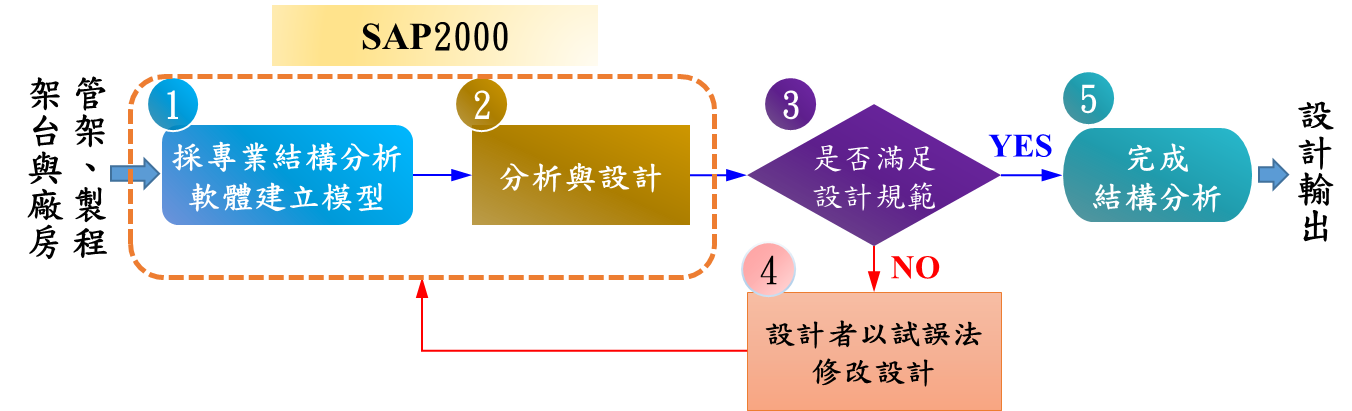 SAP2000
管架、製程
架台與廠房
1
採專業結構分析
軟體建立模型
2
分析與設計
3
是否滿足
設計規範
YES
5
完成
結構分析
設計輸出
NO
4
設計者以試誤法
修改設計